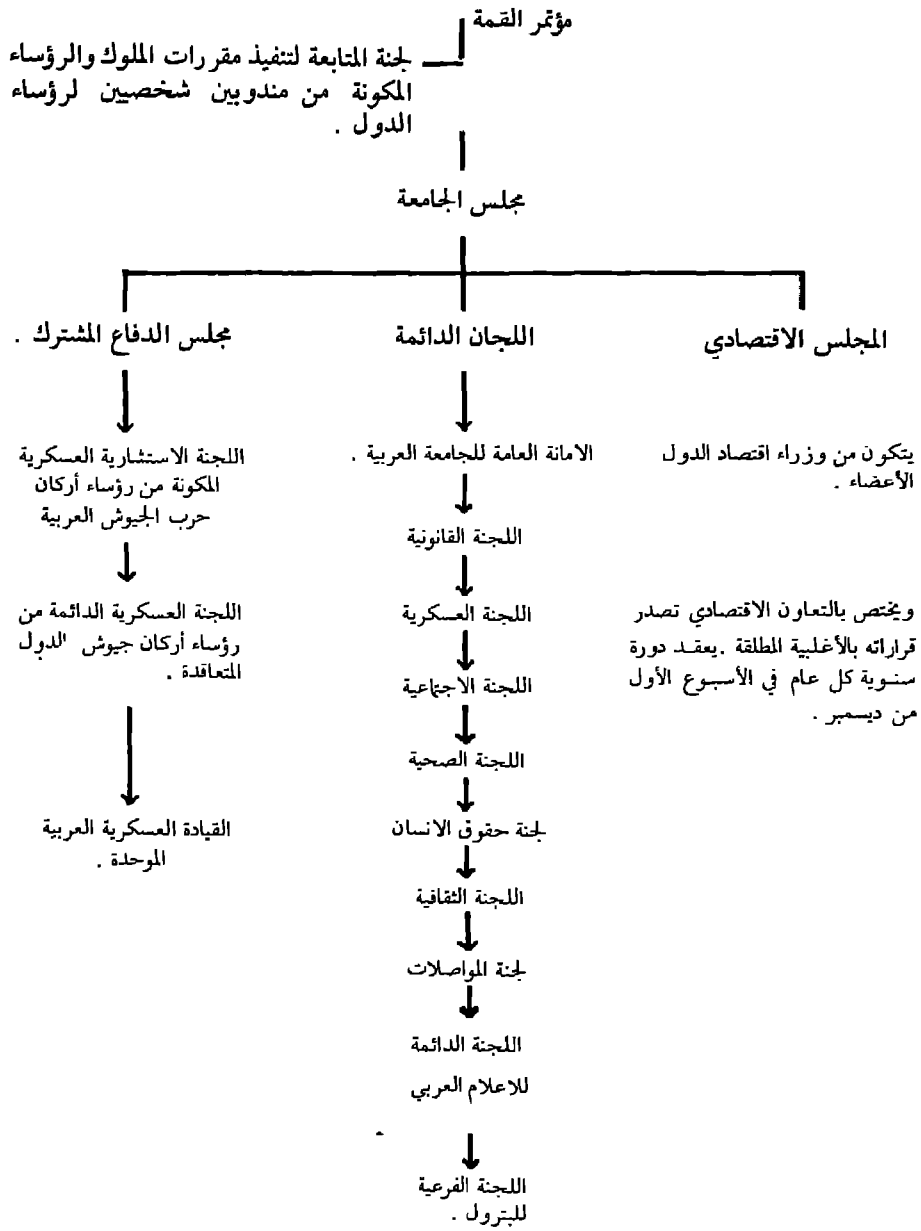 مؤتمر القمة
لجنة المتابعة لتنفيذ مقررات الملوك والرؤساء
المكونة من مندوبين شخصيين لرؤساء
الدول .
مجلس الجامعة
المجلس الاقتصادي
يتكون من وزراء اقتصاد الدول
الأعضاء .
ويختص بالتعاون الاقتصادي تصدر
قراراته بالأغلبية المطلقة . يعقد دورة
سنوية كل عام في الأسبوع الأول
من ديسمبر .
اللجان الدائمة
الامانة العامة للجامعة العربية .
اللجنة القانونية
اللجنة العسكرية
اللجنة الاجتماعية
اللجنة الصحية
لجنة حقوق الانسان
اللجنة الثقافية
لجنة المواصلات
اللجنة الدائمة
للاعلام العربي
اللجنة الفرعية
للبترول .
مجلس الدفاع المشترك .
اللجنة الاستشارية العسكرية
المكونة من رؤساء أركان
حرب الجيوش العربية
اللجنة العسكرية الدائمة من
رؤساء أركان جيوش الدول
المتعاقدة .
القيادة العسكرية العربية
الموحدة .